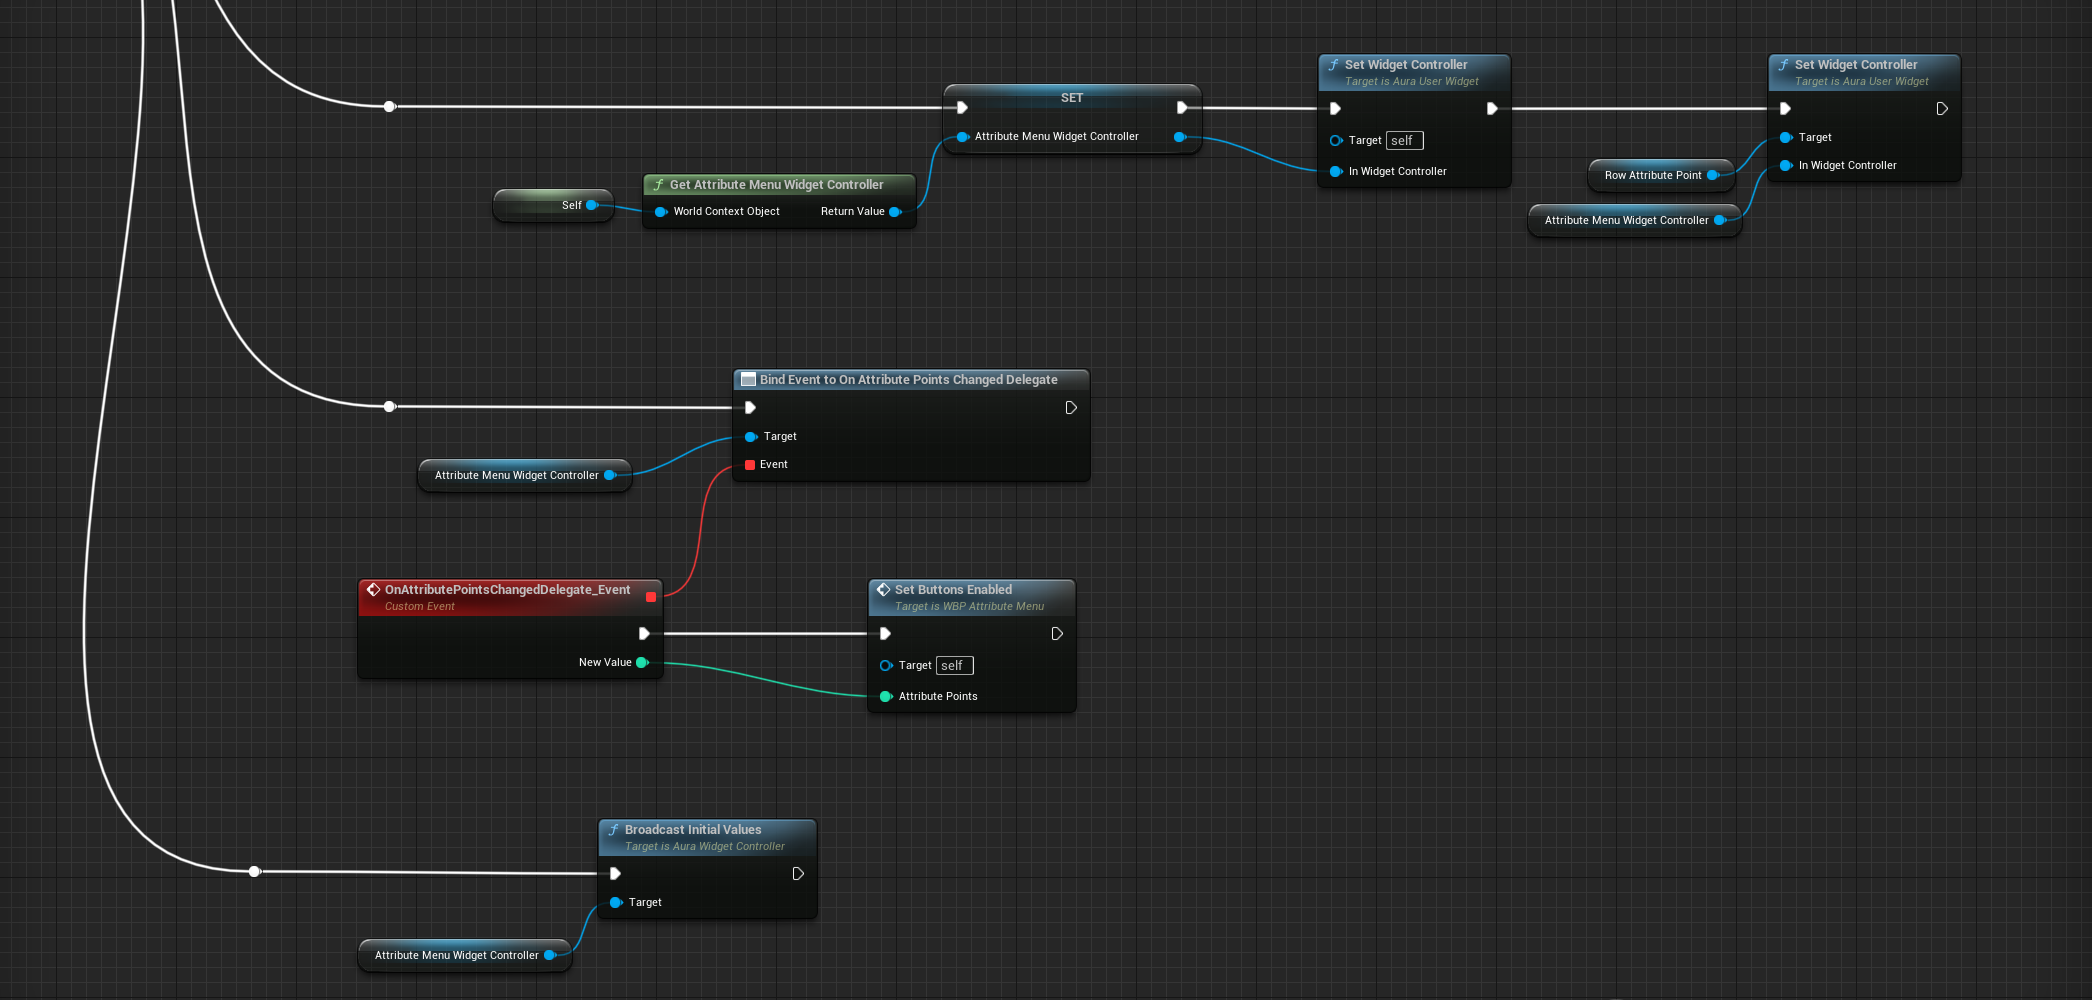 SET
Attribute Menu Widget Controller
Set Widget Controller
Target is Aura User Widget
Target self
In Widget Controller
Set Widget Controller
Target is Aura User Widget
Target
In Widget Controller
Row Attribute Point
Attribute Menu Widget Controller
Self
Get Attribute Menu Widget Controller
World Context Object Return Value
Bind Event to On Attribute Points Changed Delegate
Target
Event
Attribute Menu Widget Controller
OnAttributePointsChangedDelegate_Event
Custom Event
New Value
Set Buttons Enabled
Target is WBP Attribute Menu
Target self
Attribute Points
Broadcast Initial Values
Target is Aura Widget Controller
Target
Attribute Menu Widget Controller